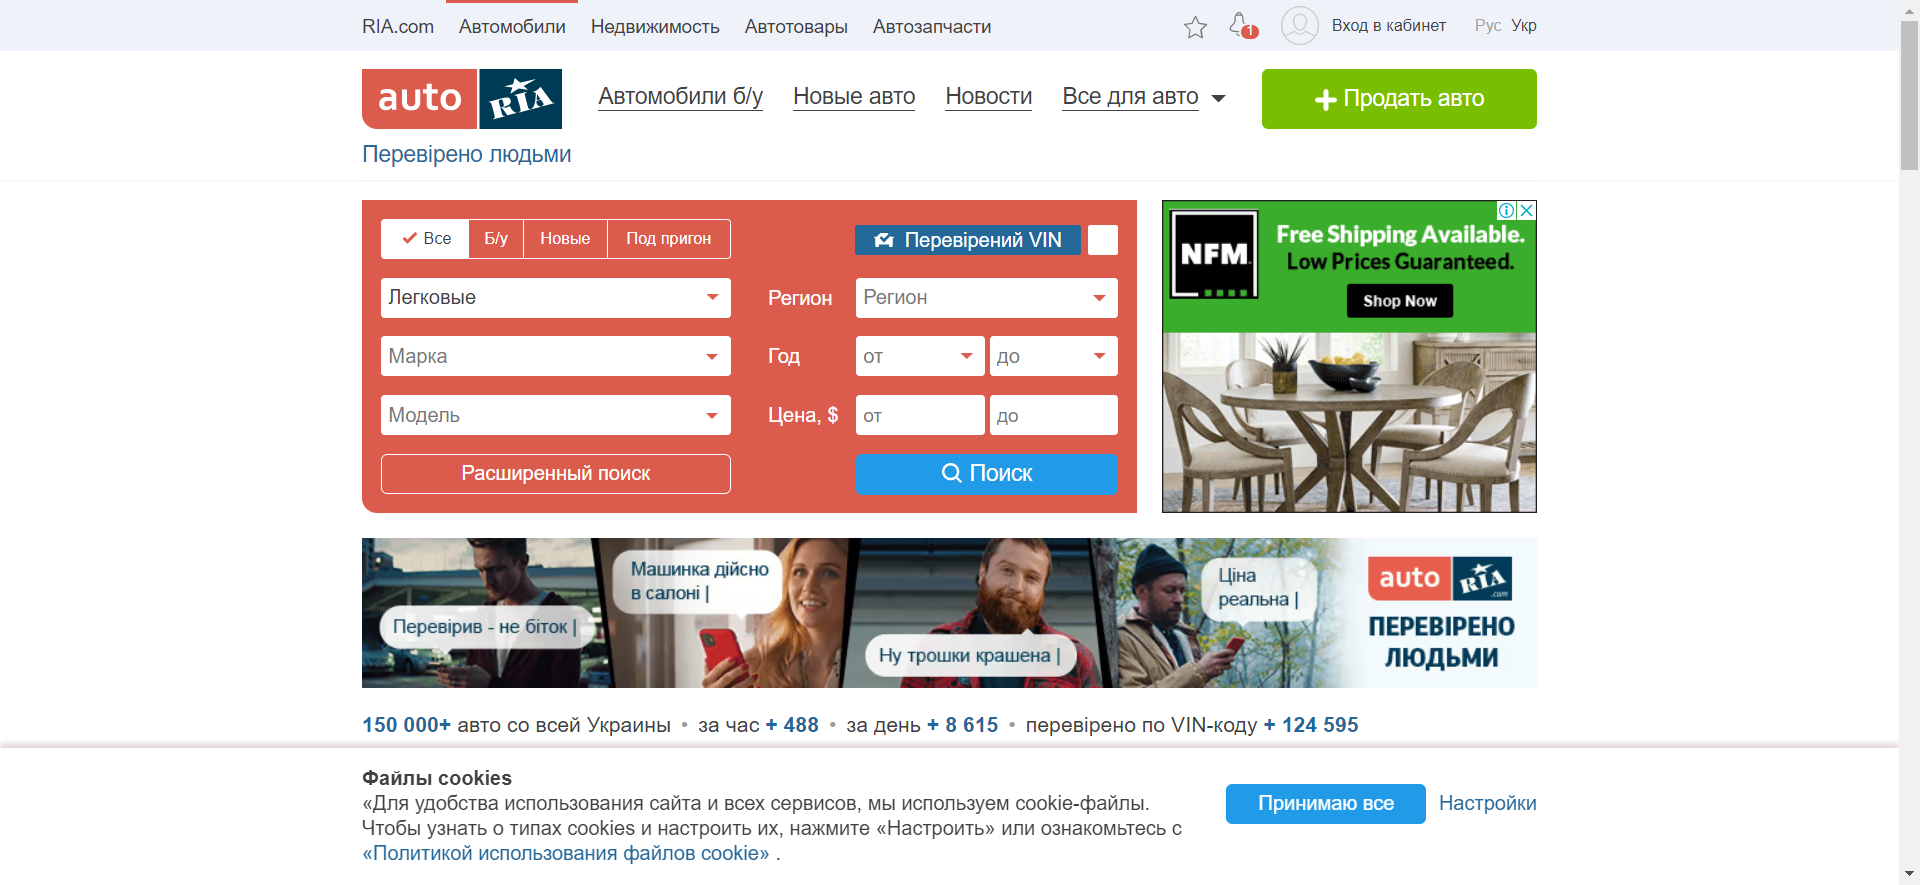 RIA.com Автомобили Недвижимость Автотовары Автозапчасти
1 Вход в кабинет Рус Укр
auto RIA
Автомобили б/у Новые авто Новости Все для авто
Продать авто
Перевірено людьми
Все Б/у Новые Под пригон
Перевірений VIN
Легковые
Регион Регион
Марка
Год от до
Модель
Цена, $ от до
Расширенный поиск
Поиск
NFM
Free Shipping Available.
Low Prices Guaranteed.
Shop Now
Перевірив - не біток |
Машинка дійсно
в салоні |
Ну трошки крашена |
Ціна
реальна |
auto RIA .com
ПЕРЕВІРЕНО
ЛЮДЬМИ
150 000+ авто со всей Украины • за час + 488 • за день + 8 615 • перевірено по VIN-коду + 124 595
Файлы cookies
«Для удобства использования сайта и всех сервисов, мы используем cookie-файлы.
Чтобы узнать о типах cookies и настроить их, нажмите «Настроить» или ознакомьтесь с
«Политикой использования файлов cookie» .
Принимаю все Настройки